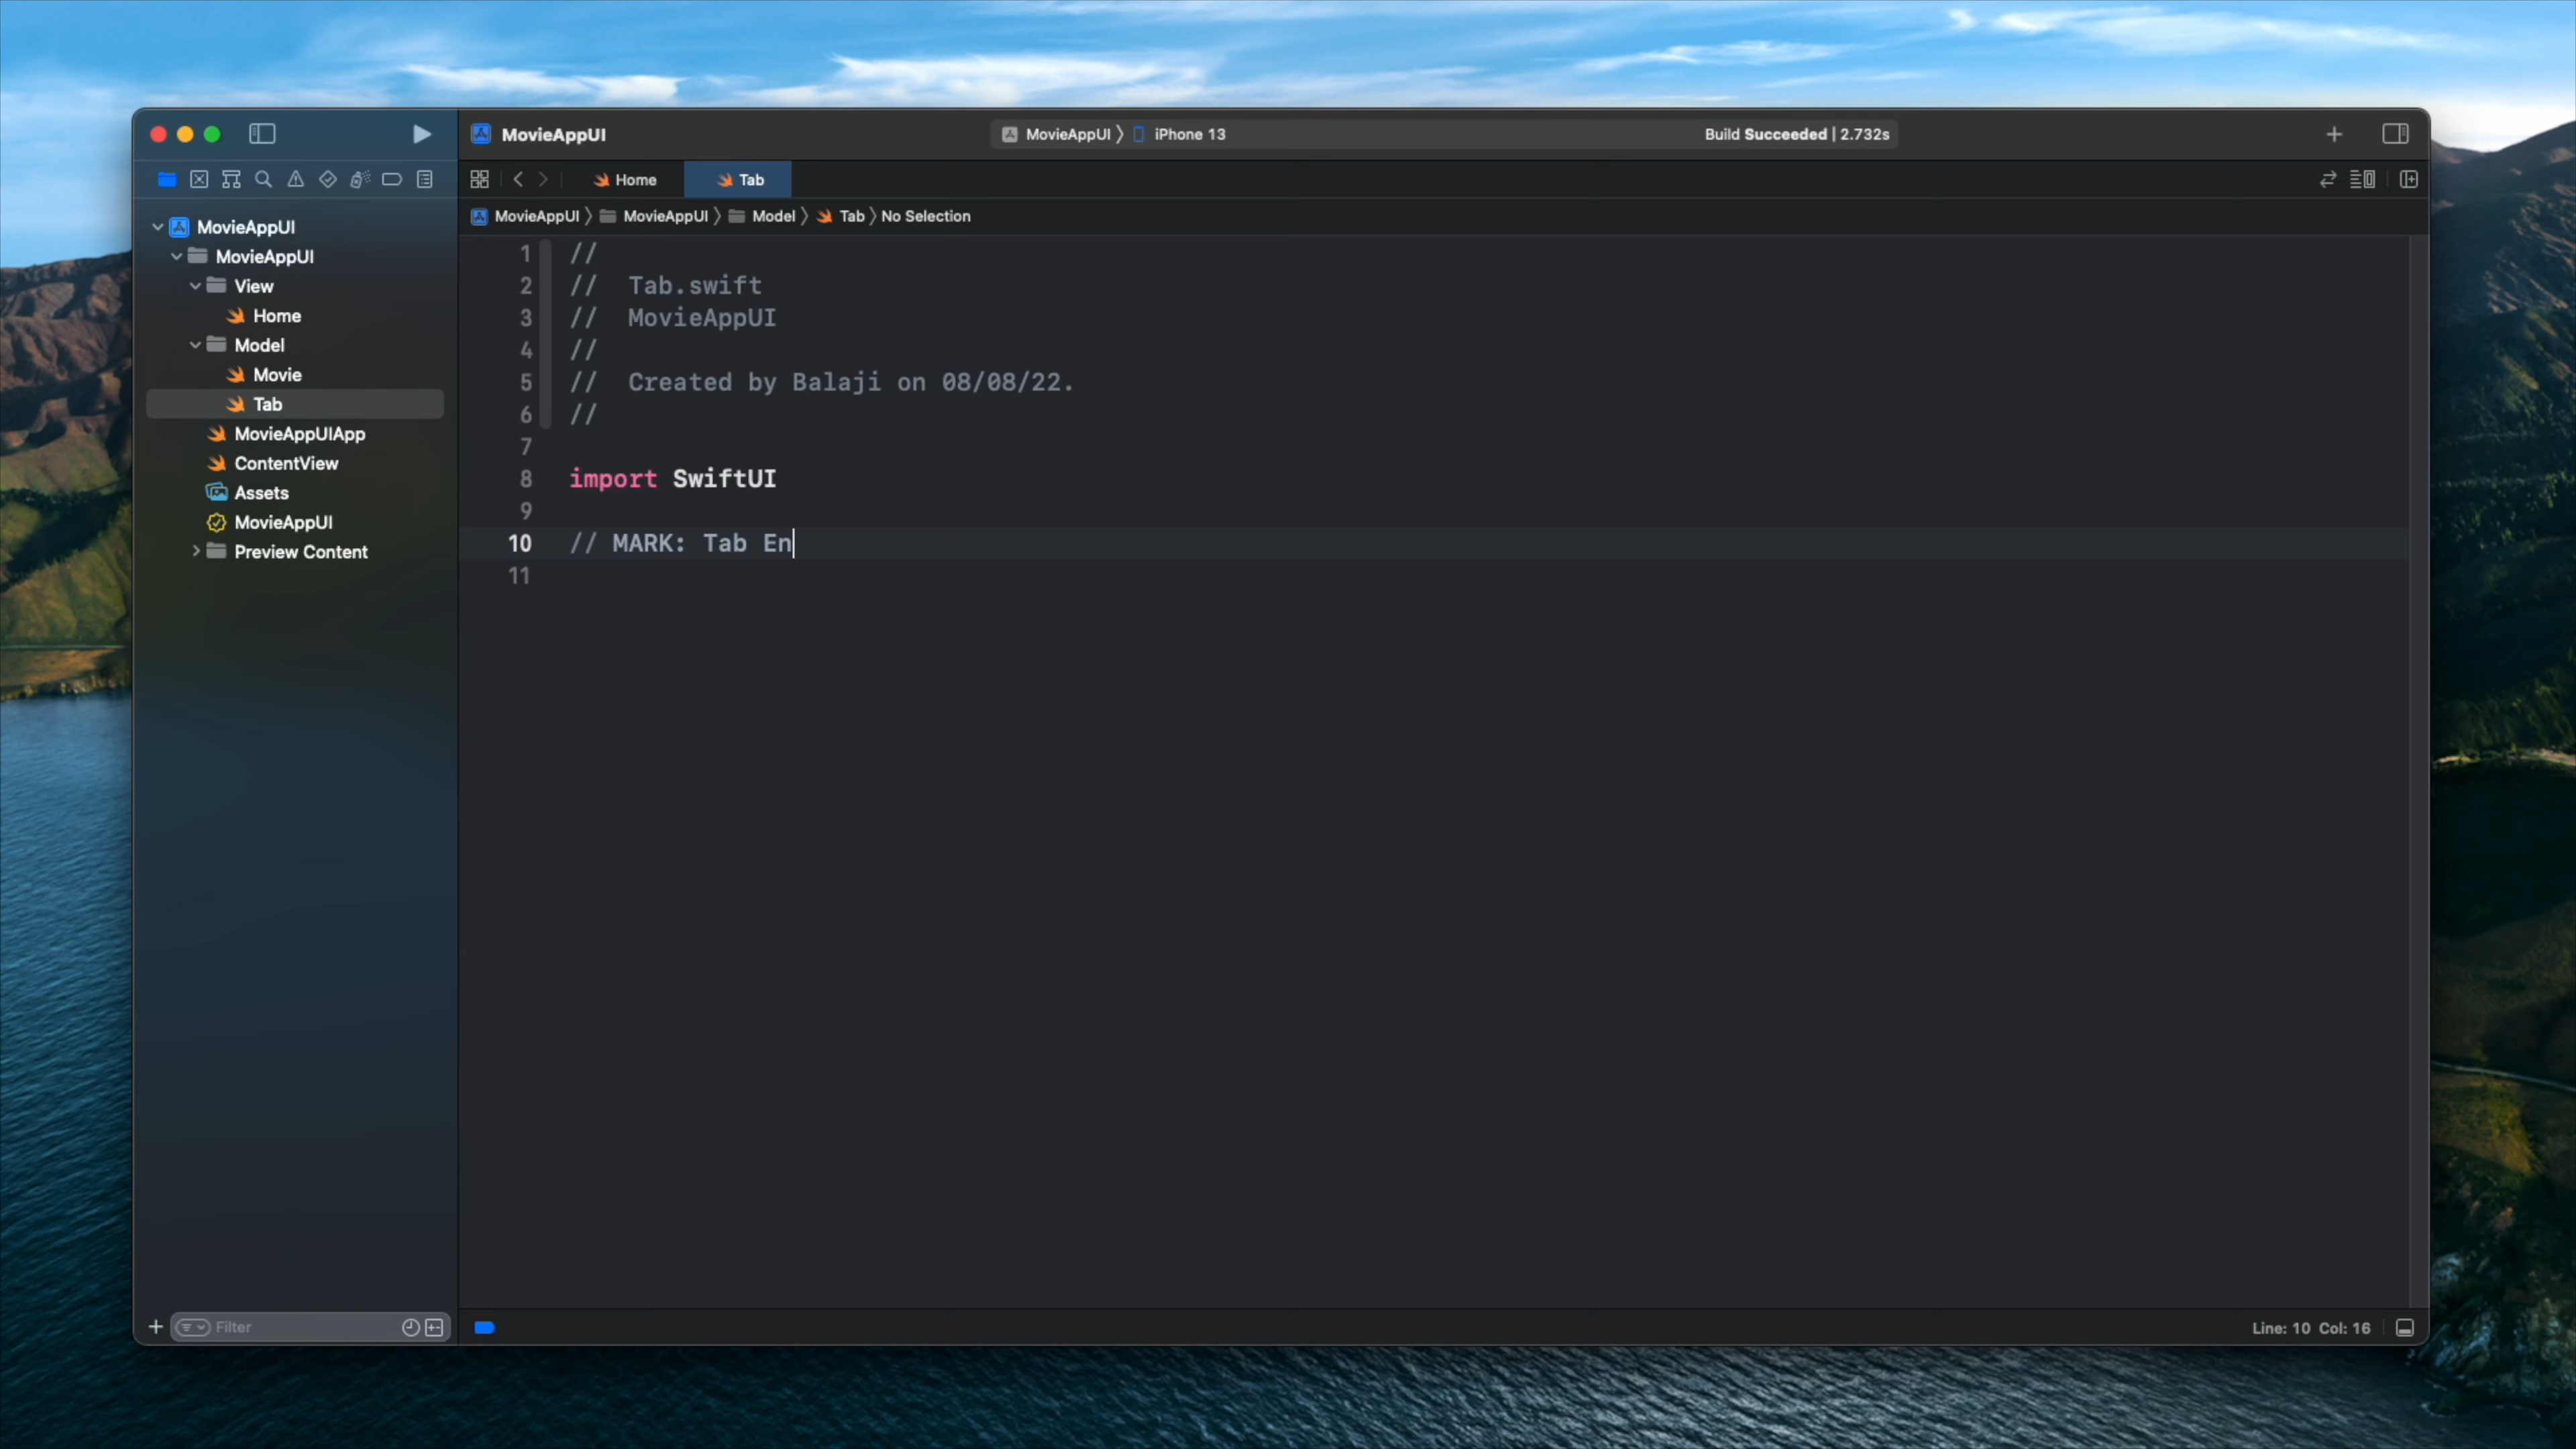 MovieAppUI
MovieAppUI 〉 iPhone 13
Build Succeeded | 2.732s
Home
Tab
MovieAppUI 〉 MovieAppUI 〉 Model 〉 Tab 〉 No Selection
MovieAppUI
MovieAppUI
View
Home
Model
Movie
Tab
MovieAppUIApp
ContentView
Assets
MovieAppUI
Preview Content
1 //
2 //  Tab.swift
3 //  MovieAppUI
4 //
5 //  Created by Balaji on 08/08/22.
6 //
7
8 import SwiftUI
9
10 // MARK: Tab En
11
Filter
Line: 10 Col: 16